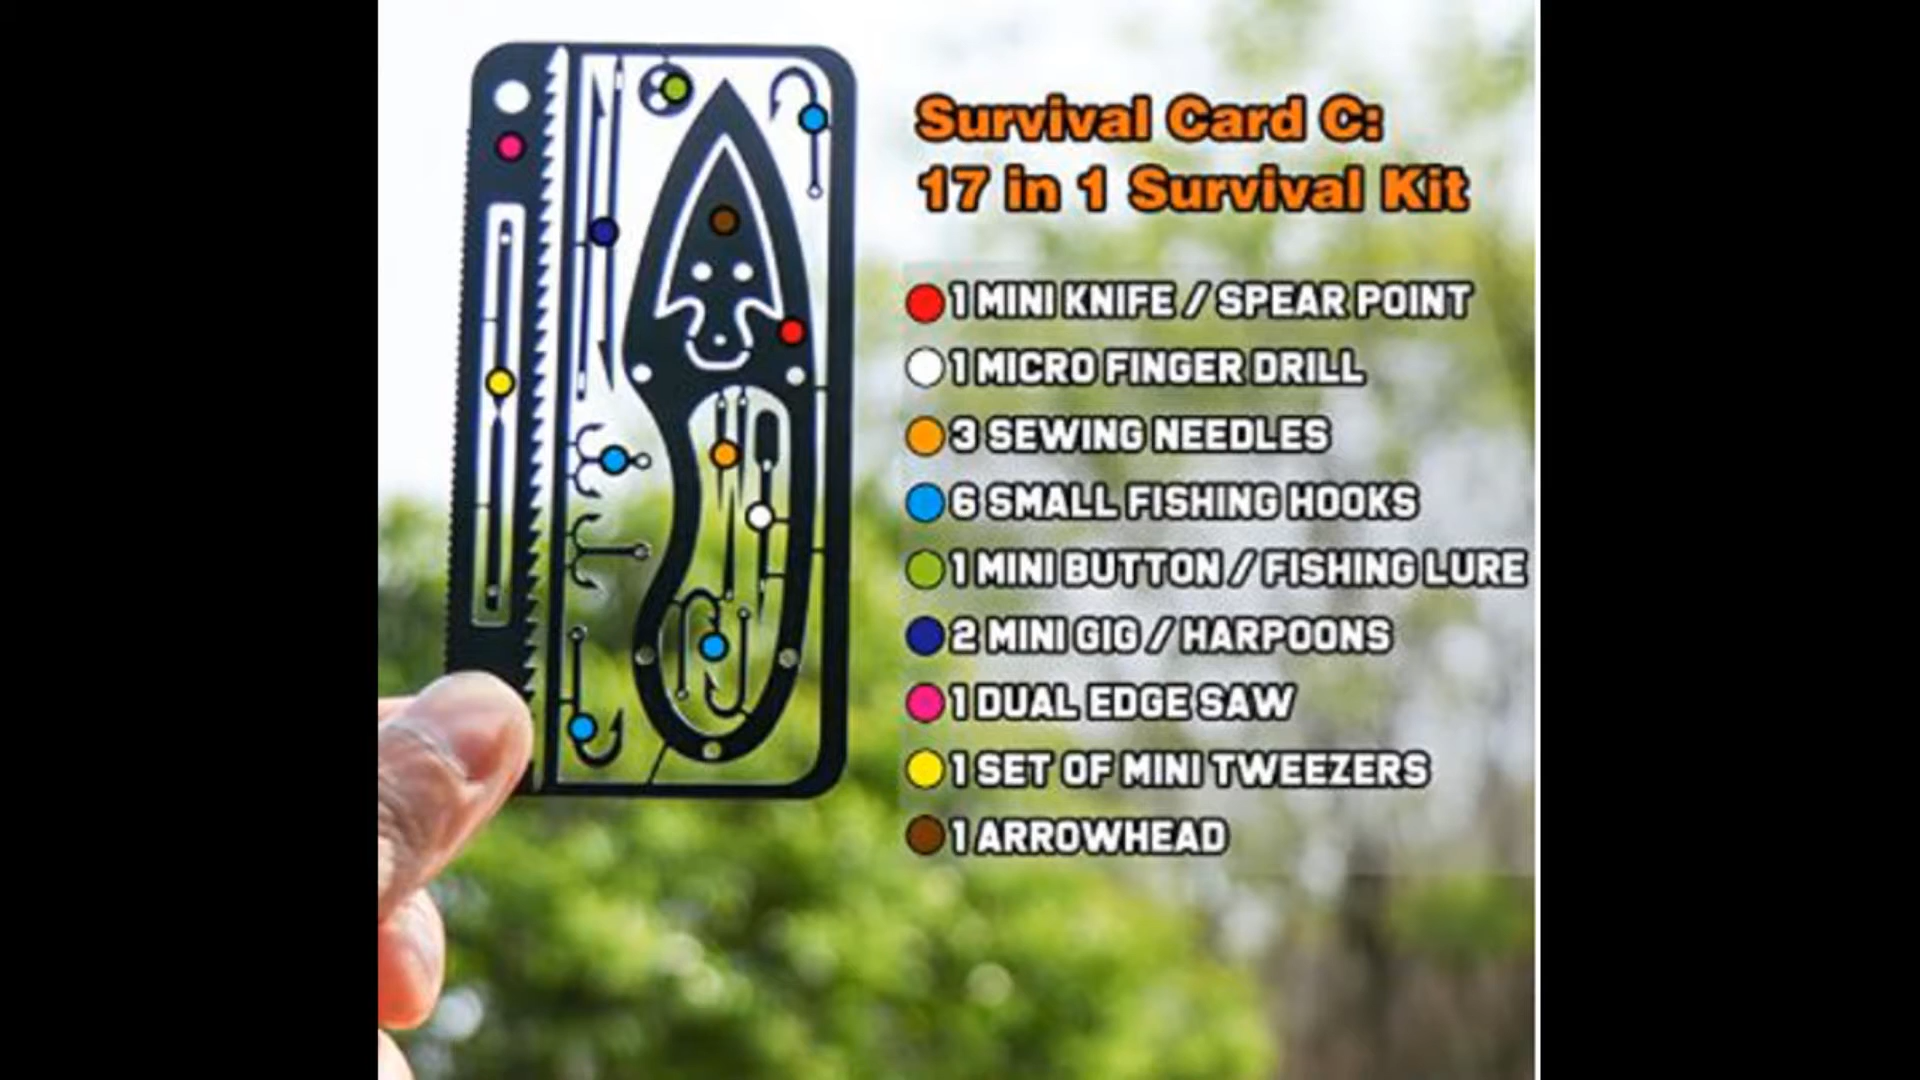 Survival Card C:
17 in 1 Survival Kit
1 MINI KNIFE / SPEAR POINT
1 MICRO FINGER DRILL
3 SEWING NEEDLES
6 SMALL FISHING HOOKS
1 MINI BUTTON / FISHING LURE
2 MINI GIG / HARPOONS
1 DUAL EDGE SAW
1 SET OF MINI TWEEZERS
1 ARROWHEAD